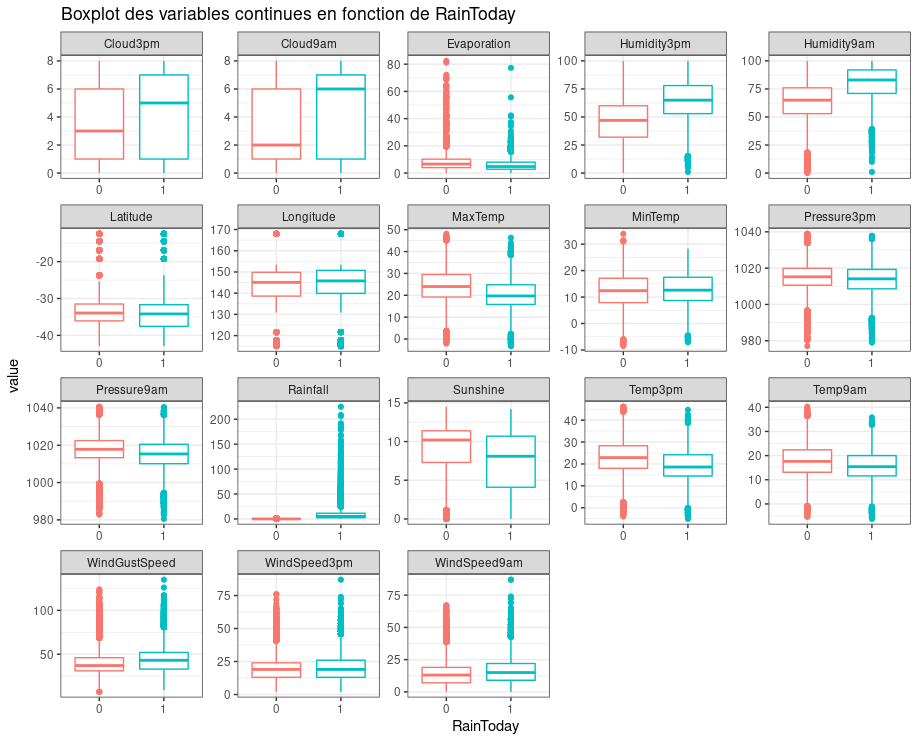 Boxplot des variables continues en fonction de RainToday
Cloud3pm Cloud9am Evaporation Humidity3pm Humidity9am
8 6 4 2 0
8 6 4 2 0
80 60 40 20 0
100 75 50 25 0
100 75 50 25 0
0 1 0 1 0 1 0 1 0 1
Latitude Longitude MaxTemp MinTemp Pressure3pm
-20 -30 -40
170 160 150 140 130 120
50 40 30 20 10 0
30 20 10 0 -10
1040 1020 1000 980
0 1 0 1 0 1 0 1 0 1
value
Pressure9am Rainfall Sunshine Temp3pm Temp9am
1040 1020 1000 980
200 150 100 50 0
15 10 5 0
40 30 20 10 0
40 30 20 10 0
0 1 0 1 0 1 0 1 0 1
WindGustSpeed WindSpeed3pm WindSpeed9am
100 50
75 50 25 0
75 50 25 0
0 1 0 1 0 1
RainToday